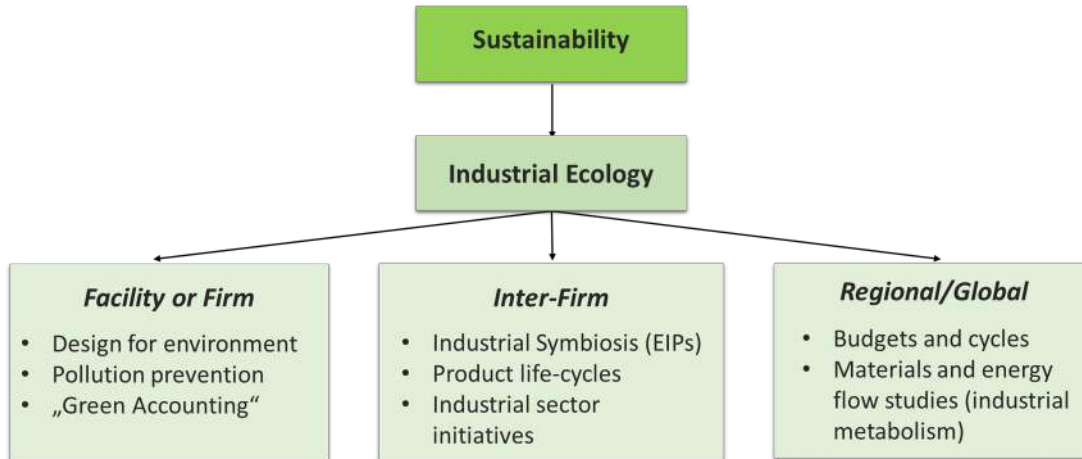 Sustainability
Industrial Ecology
Facility or Firm
• Design for environment
• Pollution prevention
• „Green Accounting“
Inter-Firm
• Industrial Symbiosis (EIPs)
• Product life-cycles
• Industrial sector
initiatives
Regional/Global
• Budgets and cycles
• Materials and energy
flow studies (industrial
metabolism)